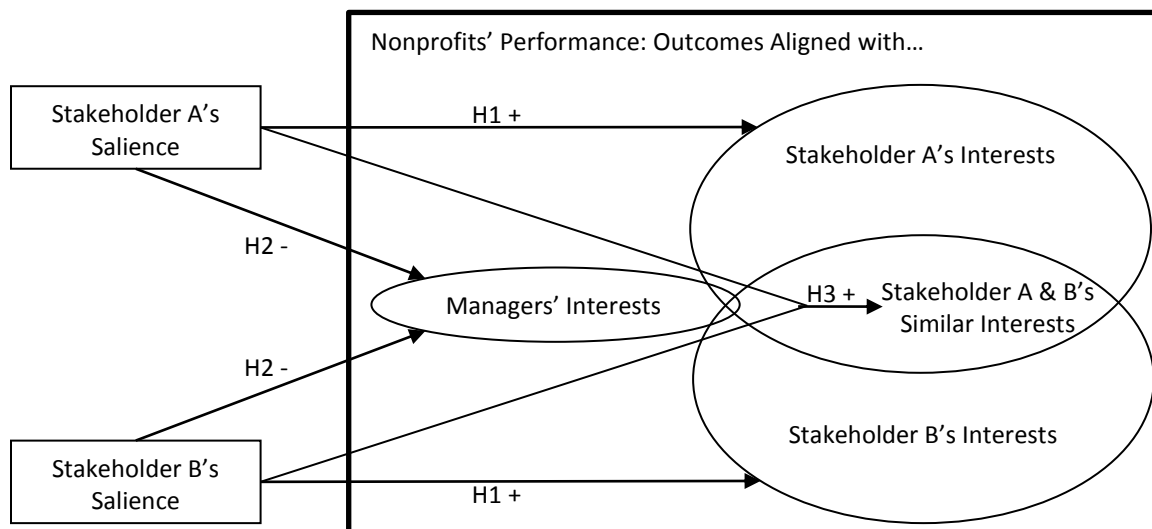 Nonprofits’ Performance: Outcomes Aligned with…
Stakeholder A’s
Salience
H1 +
Stakeholder A’s Interests
H2 -
Managers’ Interests
H3 +
Stakeholder A & B’s
Similar Interests
H2 -
Stakeholder B’s Interests
Stakeholder B’s
Salience
H1 +